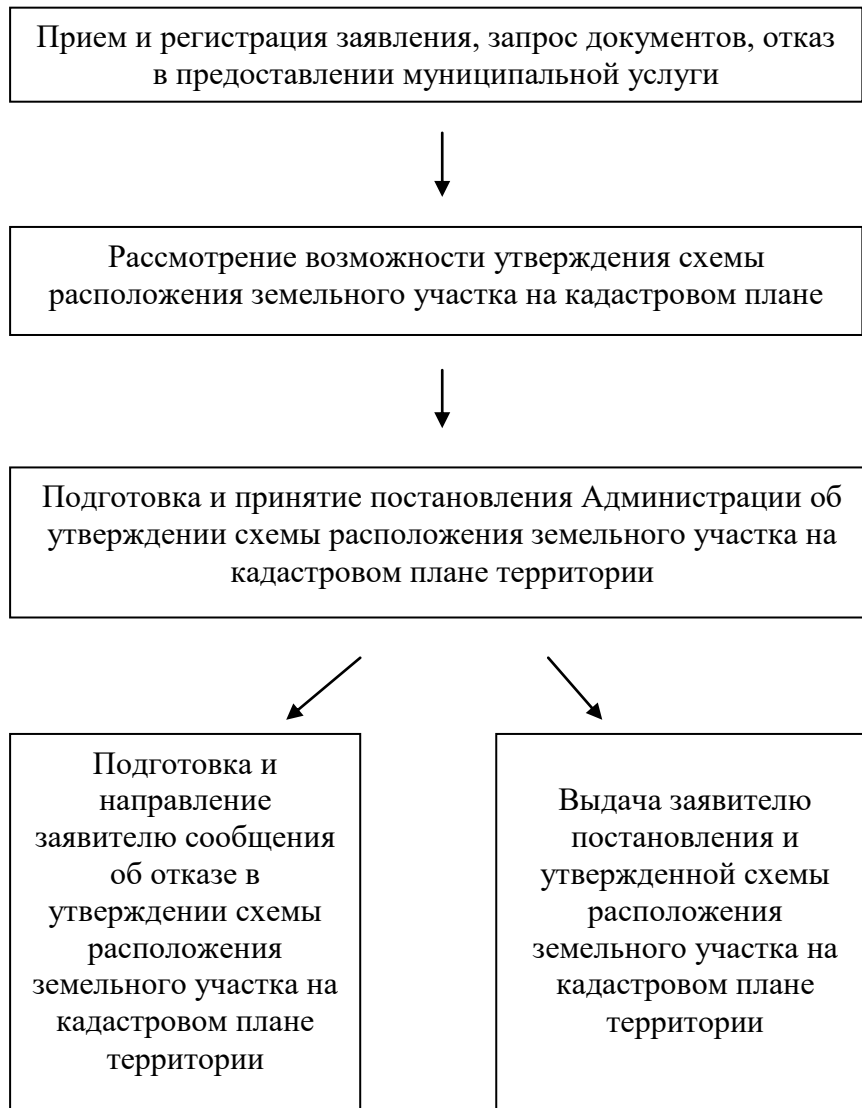 Прием и регистрация заявления, запрос документов, отказ
в предоставлении муниципальной услуги
Рассмотрение возможности утверждения схемы
расположения земельного участка на кадастровом плане
Подготовка и принятие постановления Администрации об
утверждении схемы расположения земельного участка на
кадастровом плане территории
Подготовка и
направление
заявителю сообщения
об отказе в
утверждении схемы
расположения
земельного участка на
кадастровом плане
территории
Выдача заявителю
постановления и
утвержденной схемы
расположения
земельного участка на
кадастровом плане
территории